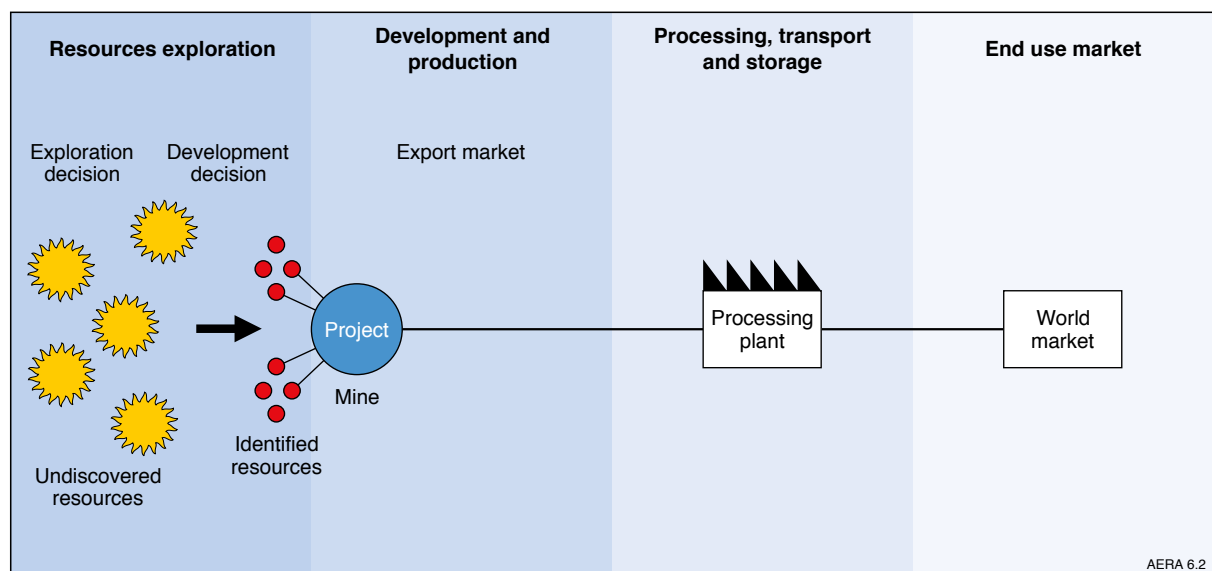 Resources exploration
Development and
production
Processing, transport
and storage
End use market
Exploration
decision
Development
decision
Export market
Project
Mine
Identified
resources
Undiscovered
resources
Processing
plant
World
market
AERA 6.2